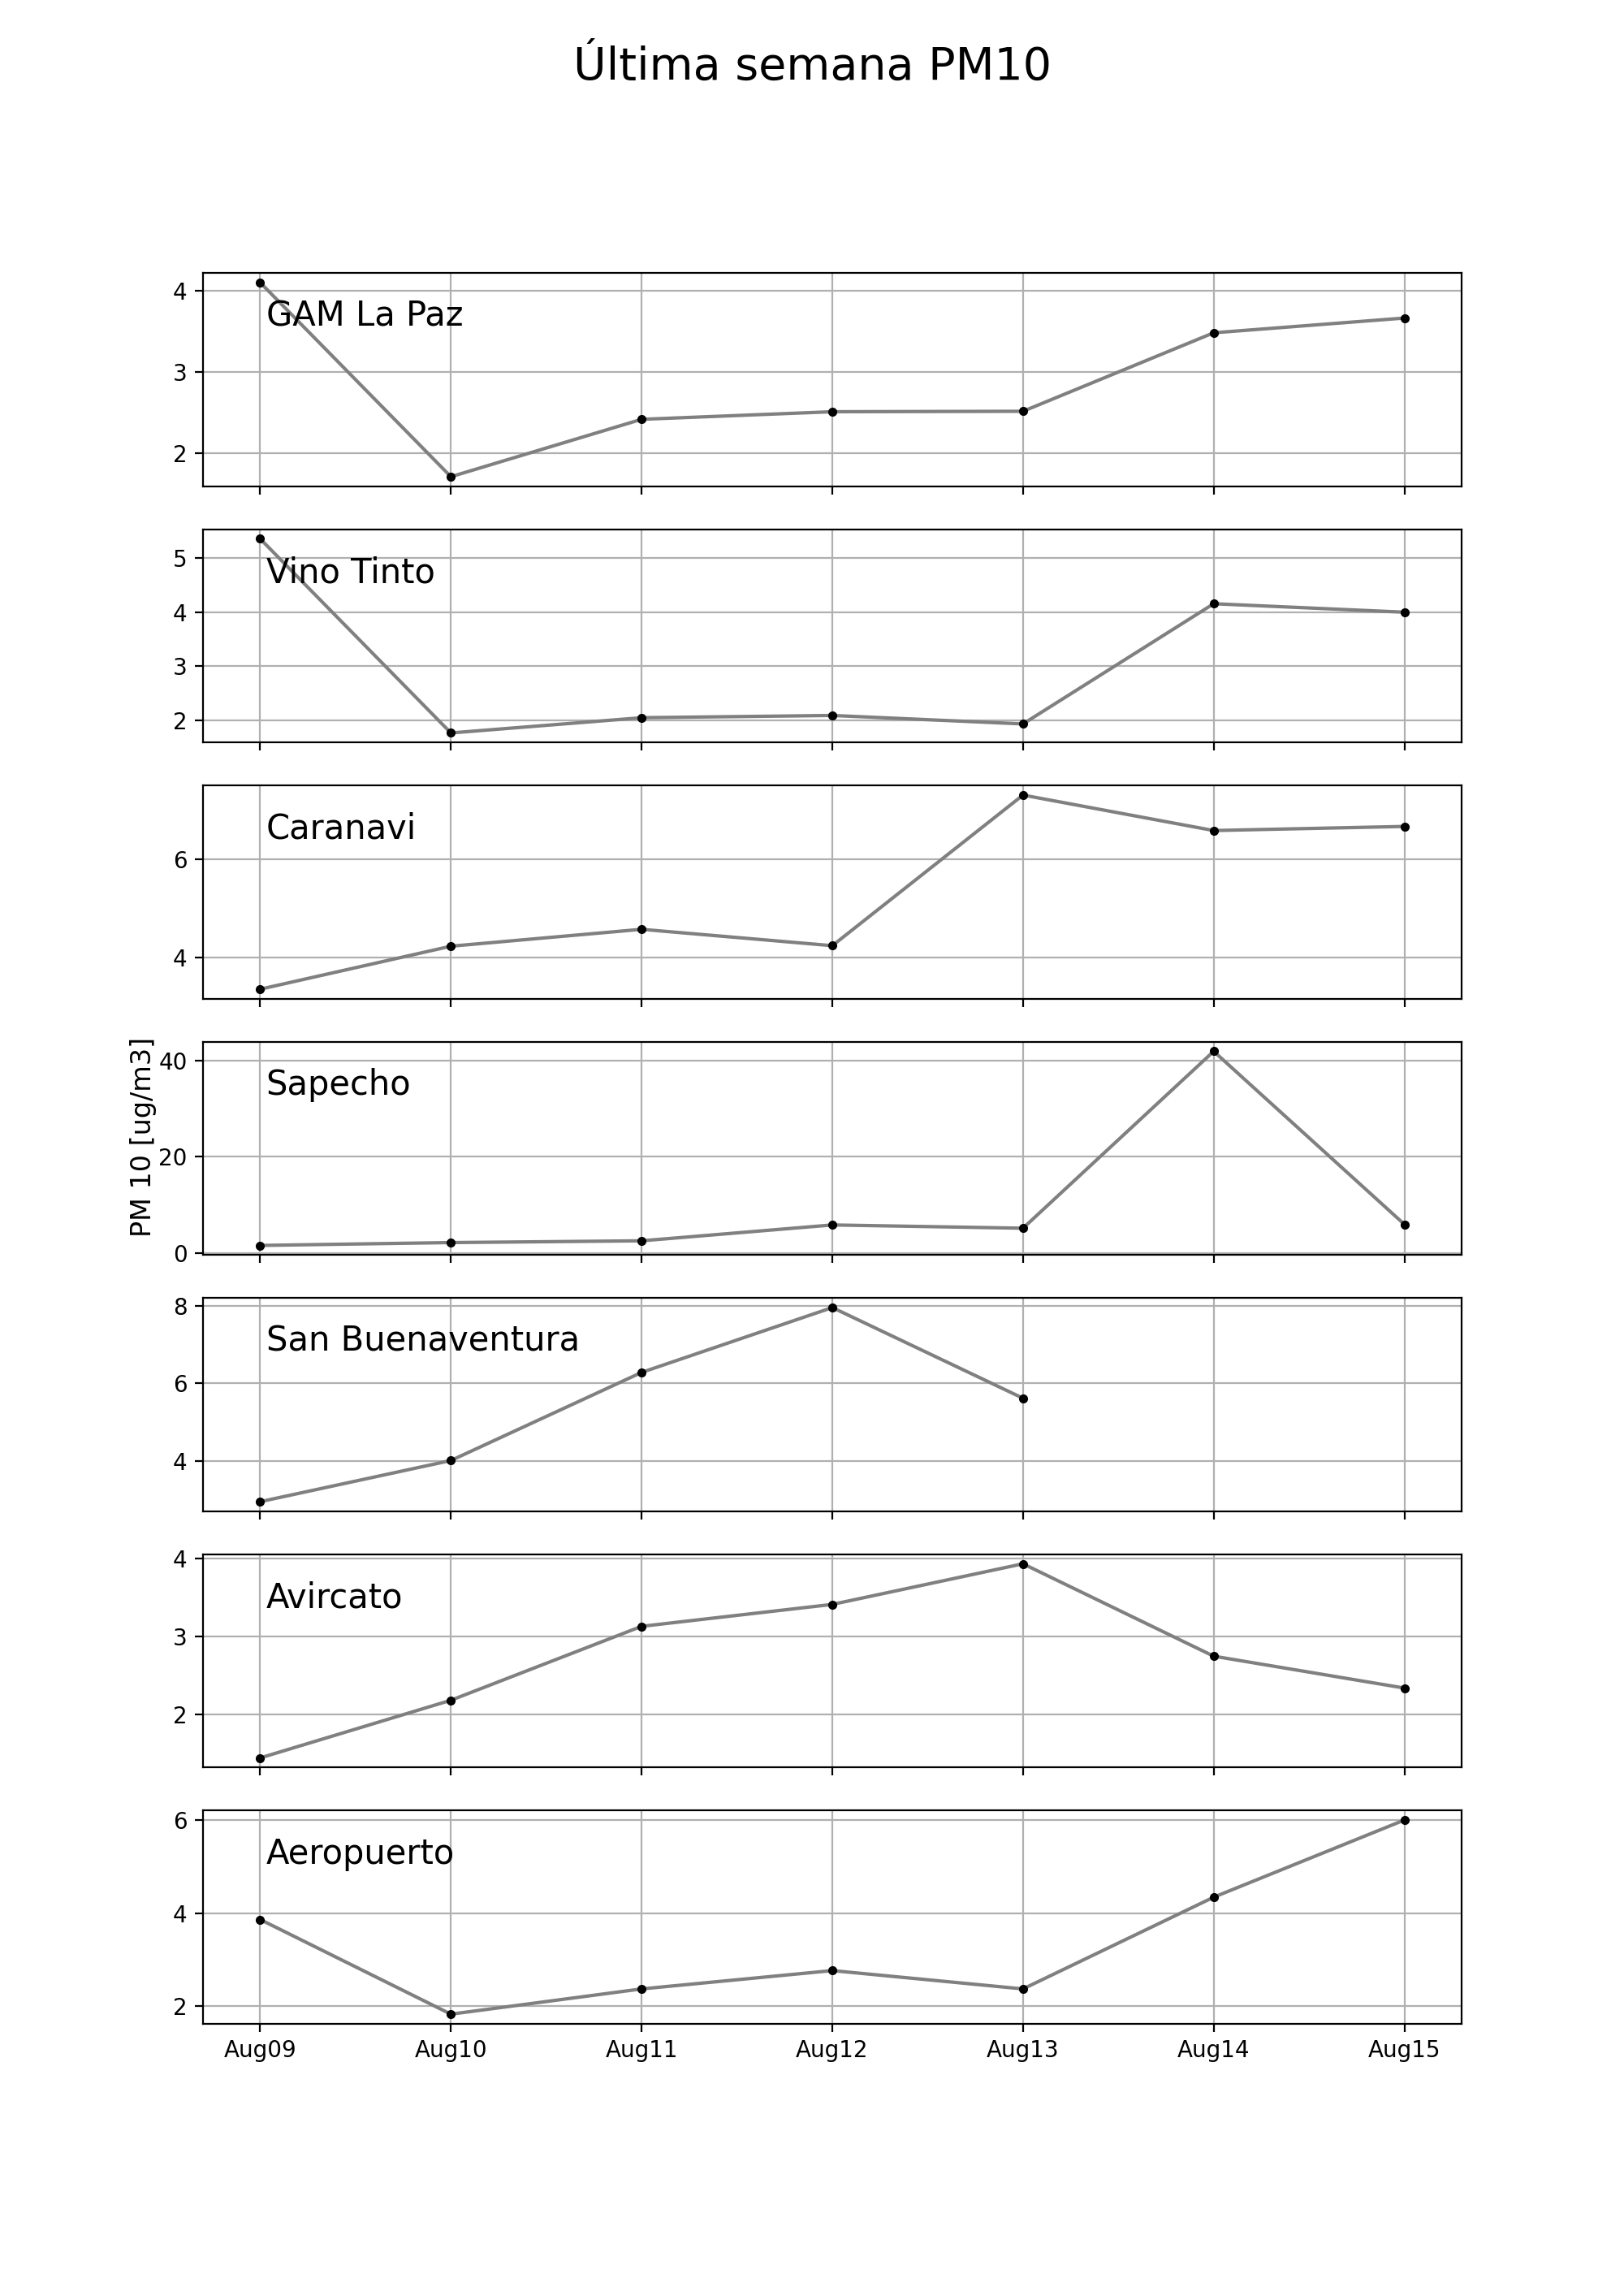 Última semana PM10
GAM La Paz
4
3
2
Vino Tinto
5
4
3
2
Caranavi
6
4
PM 10 [ug/m3]
Sapecho
40
20
0
San Buenaventura
8
6
4
Avircato
4
3
2
Aeropuerto
6
4
2
Aug09 Aug10 Aug11 Aug12 Aug13 Aug14 Aug15